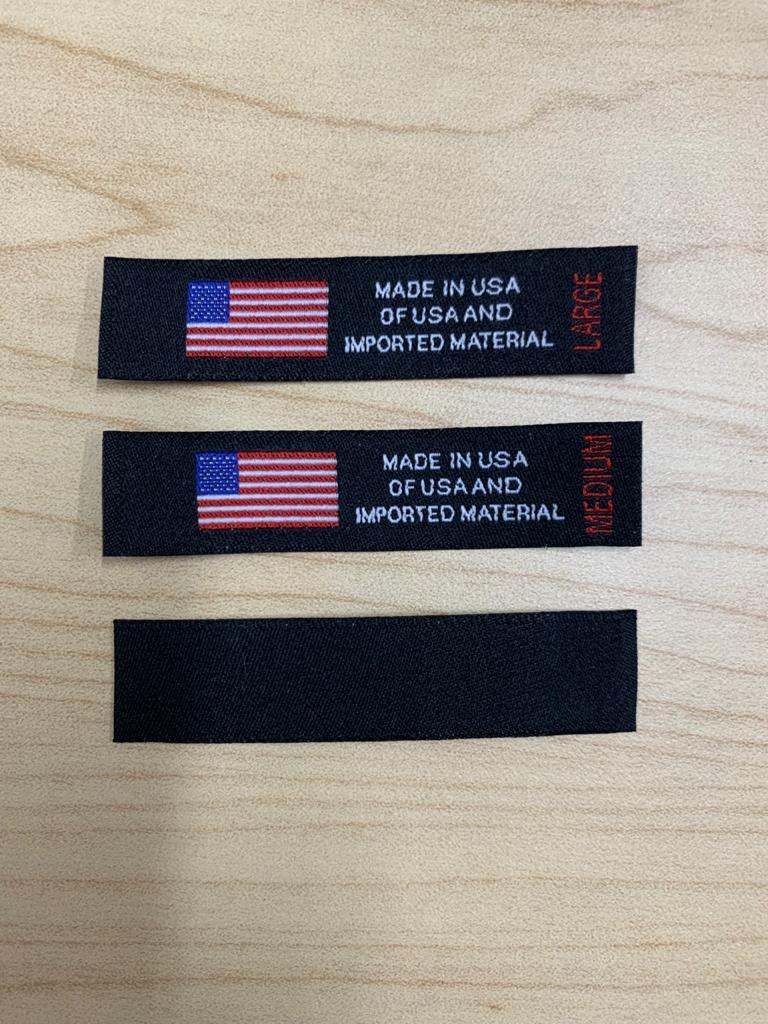 MADE IN USA
OF USA AND
IMPORTED MATERIAL
LARGE
MADE IN USA
OF USA AND
IMPORTED MATERIAL
MEDIUM